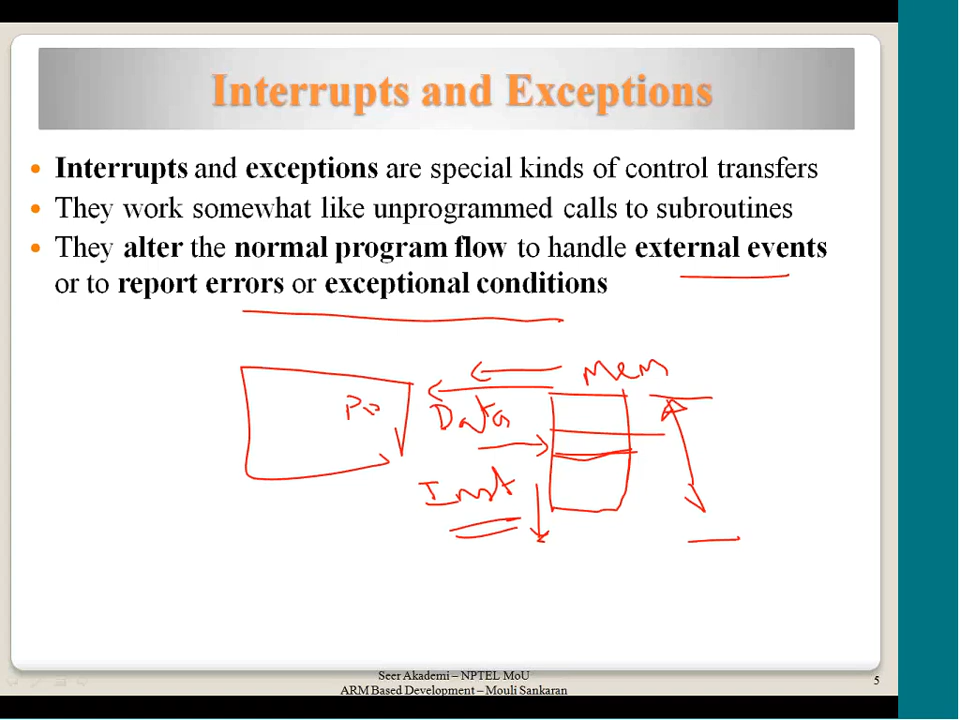 Interrupts and Exceptions
• Interrupts and exceptions are special kinds of control transfers
• They work somewhat like unprogrammed calls to subroutines
• They alter the normal program flow to handle external events
or to report errors or exceptional conditions
Mem
Data
Inst
Seer Akademi – NPTEL MoU
ARM Based Development – Mouli Sankaran
5